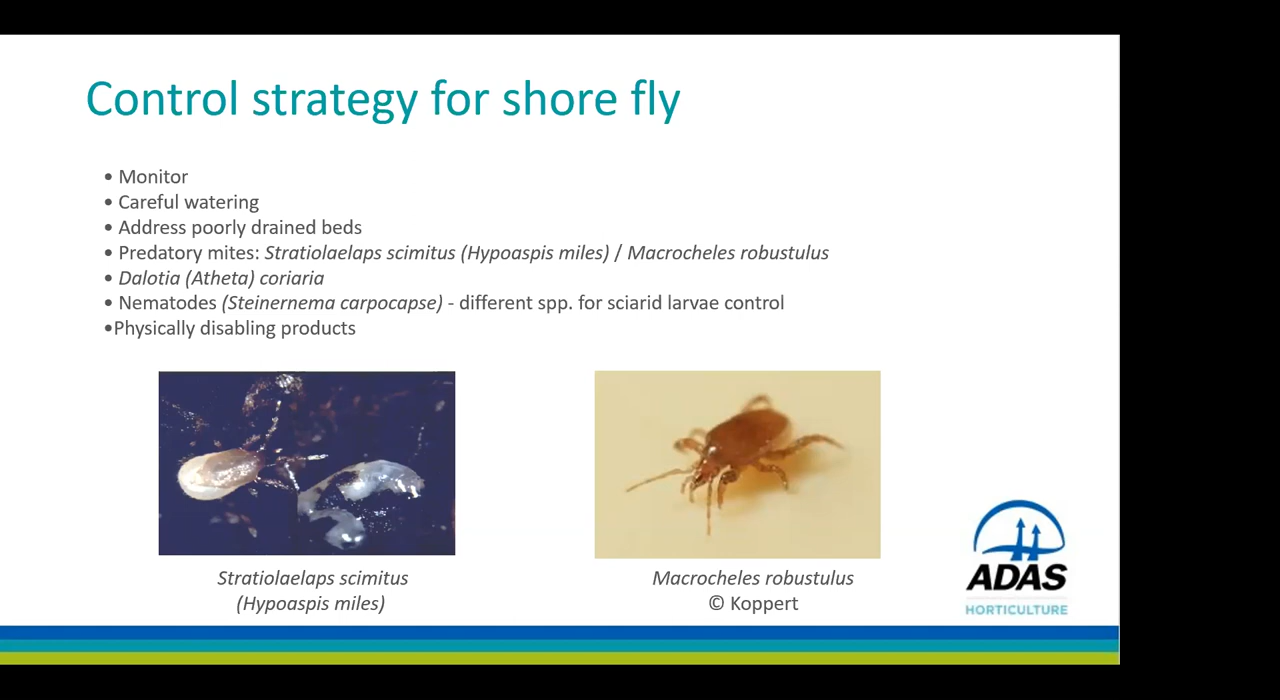 Control strategy for shore fly
• Monitor
• Careful watering
• Address poorly drained beds
• Predatory mites: Stratiolaelaps scimitus (Hypoaspis miles) / Macrocheles robustulus
• Dalotia (Atheta) coriaria
• Nematodes (Steinernema carpocapse) - different spp. for sciarid larvae control
•Physically disabling products
Stratiolaelaps scimitus
(Hypoaspis miles)
Macrocheles robustulus
© Koppert
ADAS
HORTICULTURE